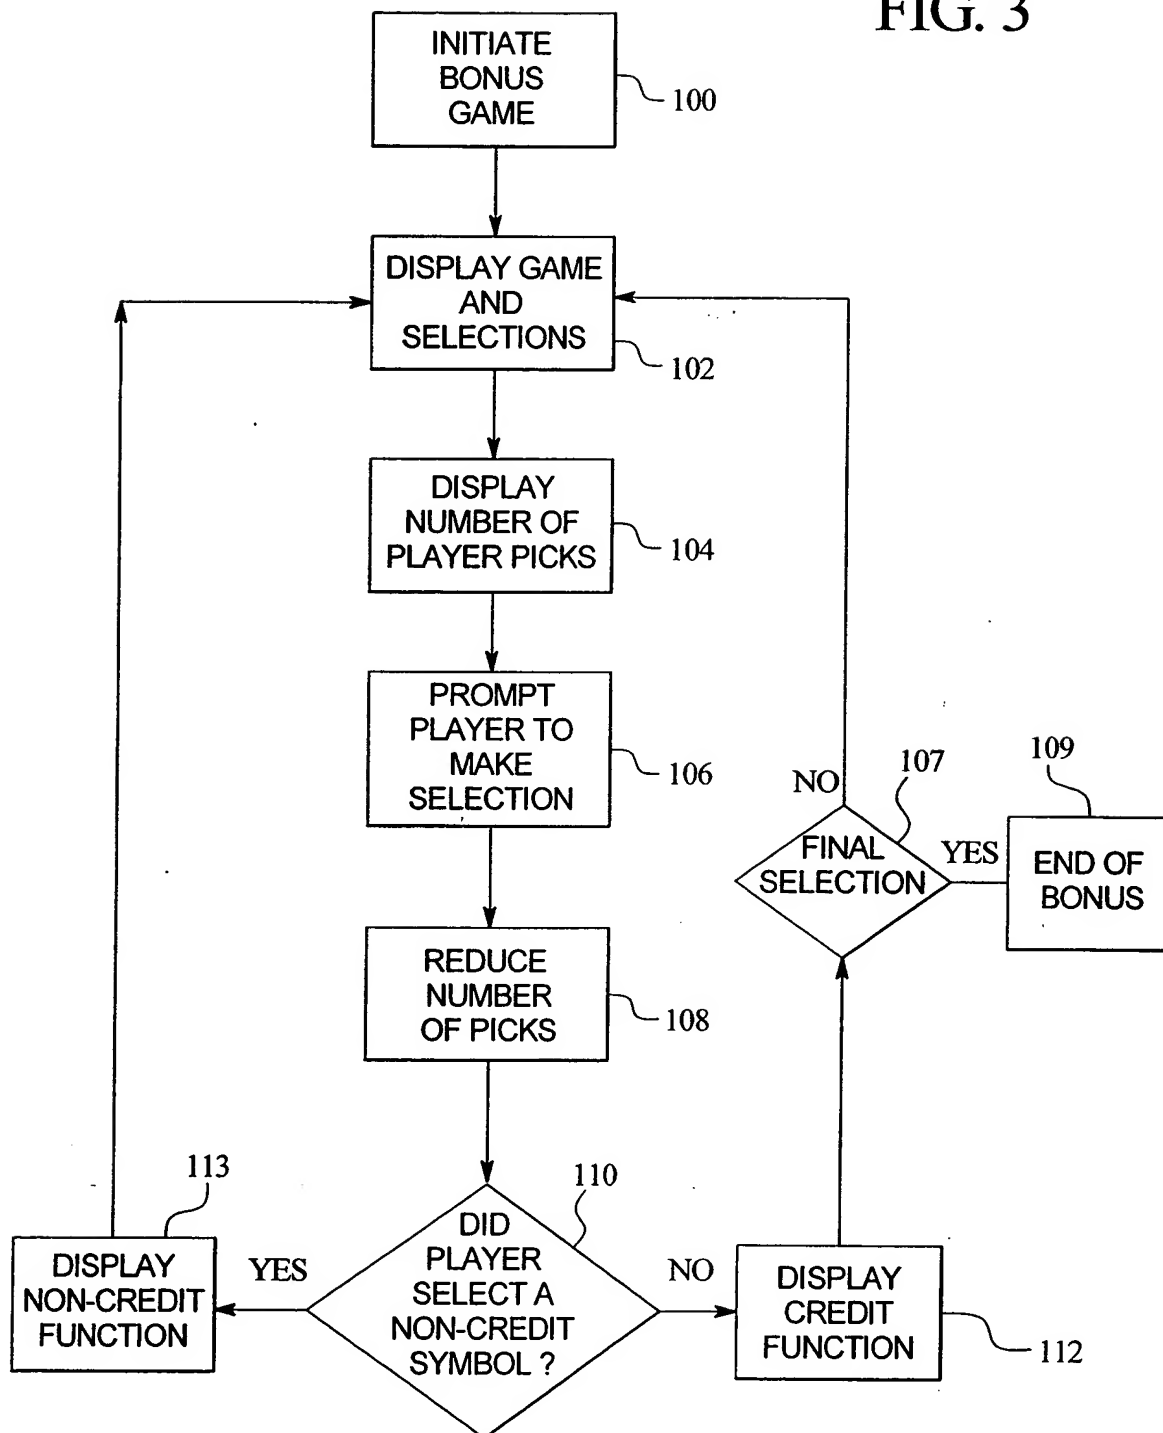 FIG. 3
INITIATE
BONUS
GAME
100
DISPLAY GAME
AND
SELECTIONS
102
DISPLAY
NUMBER OF
PLAYER PICKS
104
PROMPT
PLAYER TO
MAKE
SELECTION
106
REDUCE
NUMBER
OF PICKS
108
DID
PLAYER
SELECT A
NON-CREDIT
SYMBOL ?
110
YES
DISPLAY
NON-CREDIT
FUNCTION
113
NO
DISPLAY
CREDIT
FUNCTION
112
FINAL
SELECTION
107
NO
YES
END OF
BONUS
109